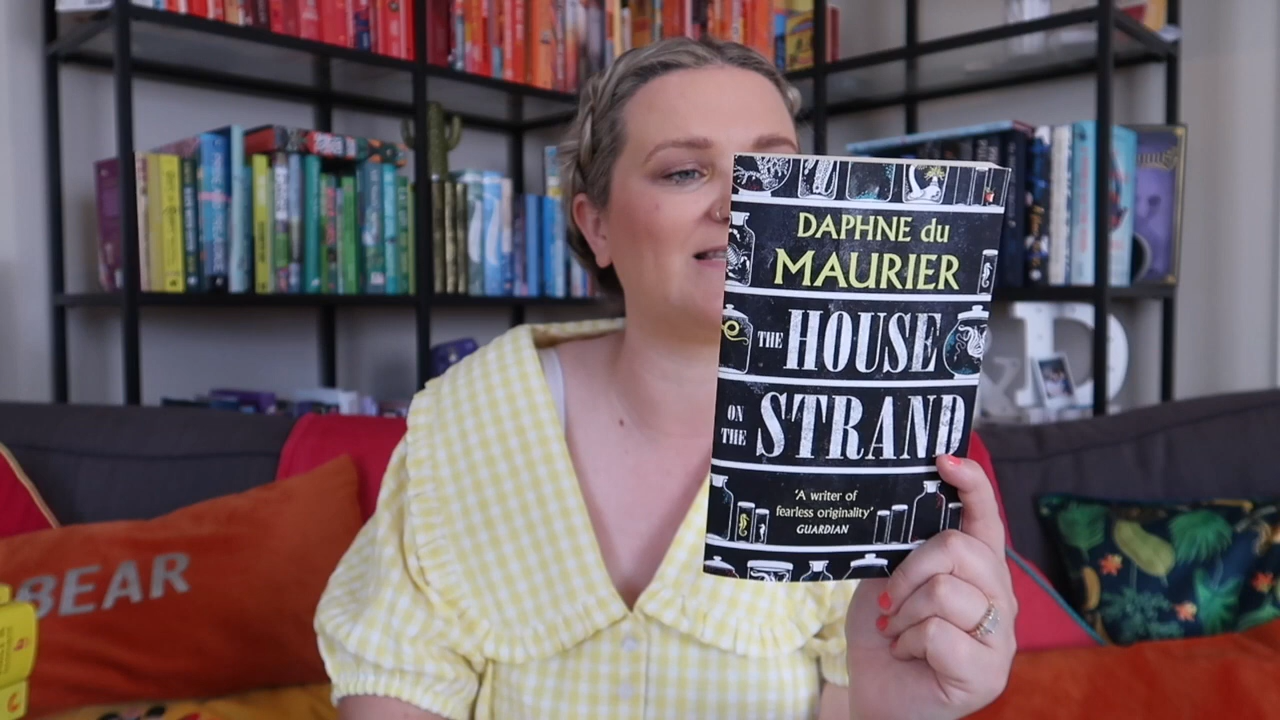 DAPHNE du
MAURIER
THE HOUSE
ON THE STRAND
'A writer of
fearless originality'
GUARDIAN
BEAR
&D